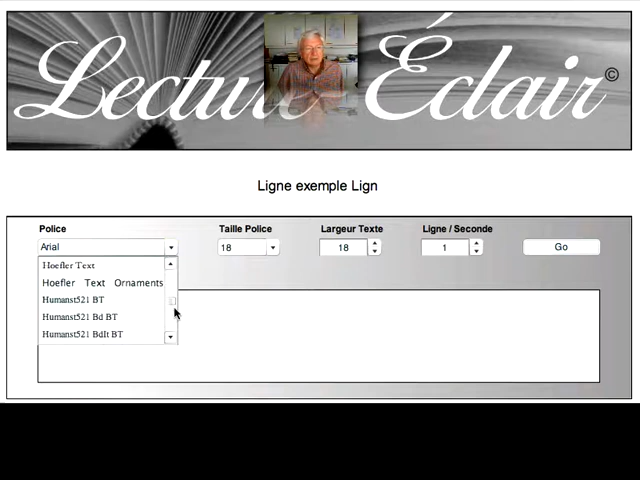 Lecture Éclair ©
Ligne exemple Lign
Police Taille Police Largeur Texte Ligne / Seconde
Arial 18 18 1 Go
Hoefler Text
Hoefler Text Ornaments
Humanst521 BT
Humanst521 Bd BT
Humanst521 BdIt BT